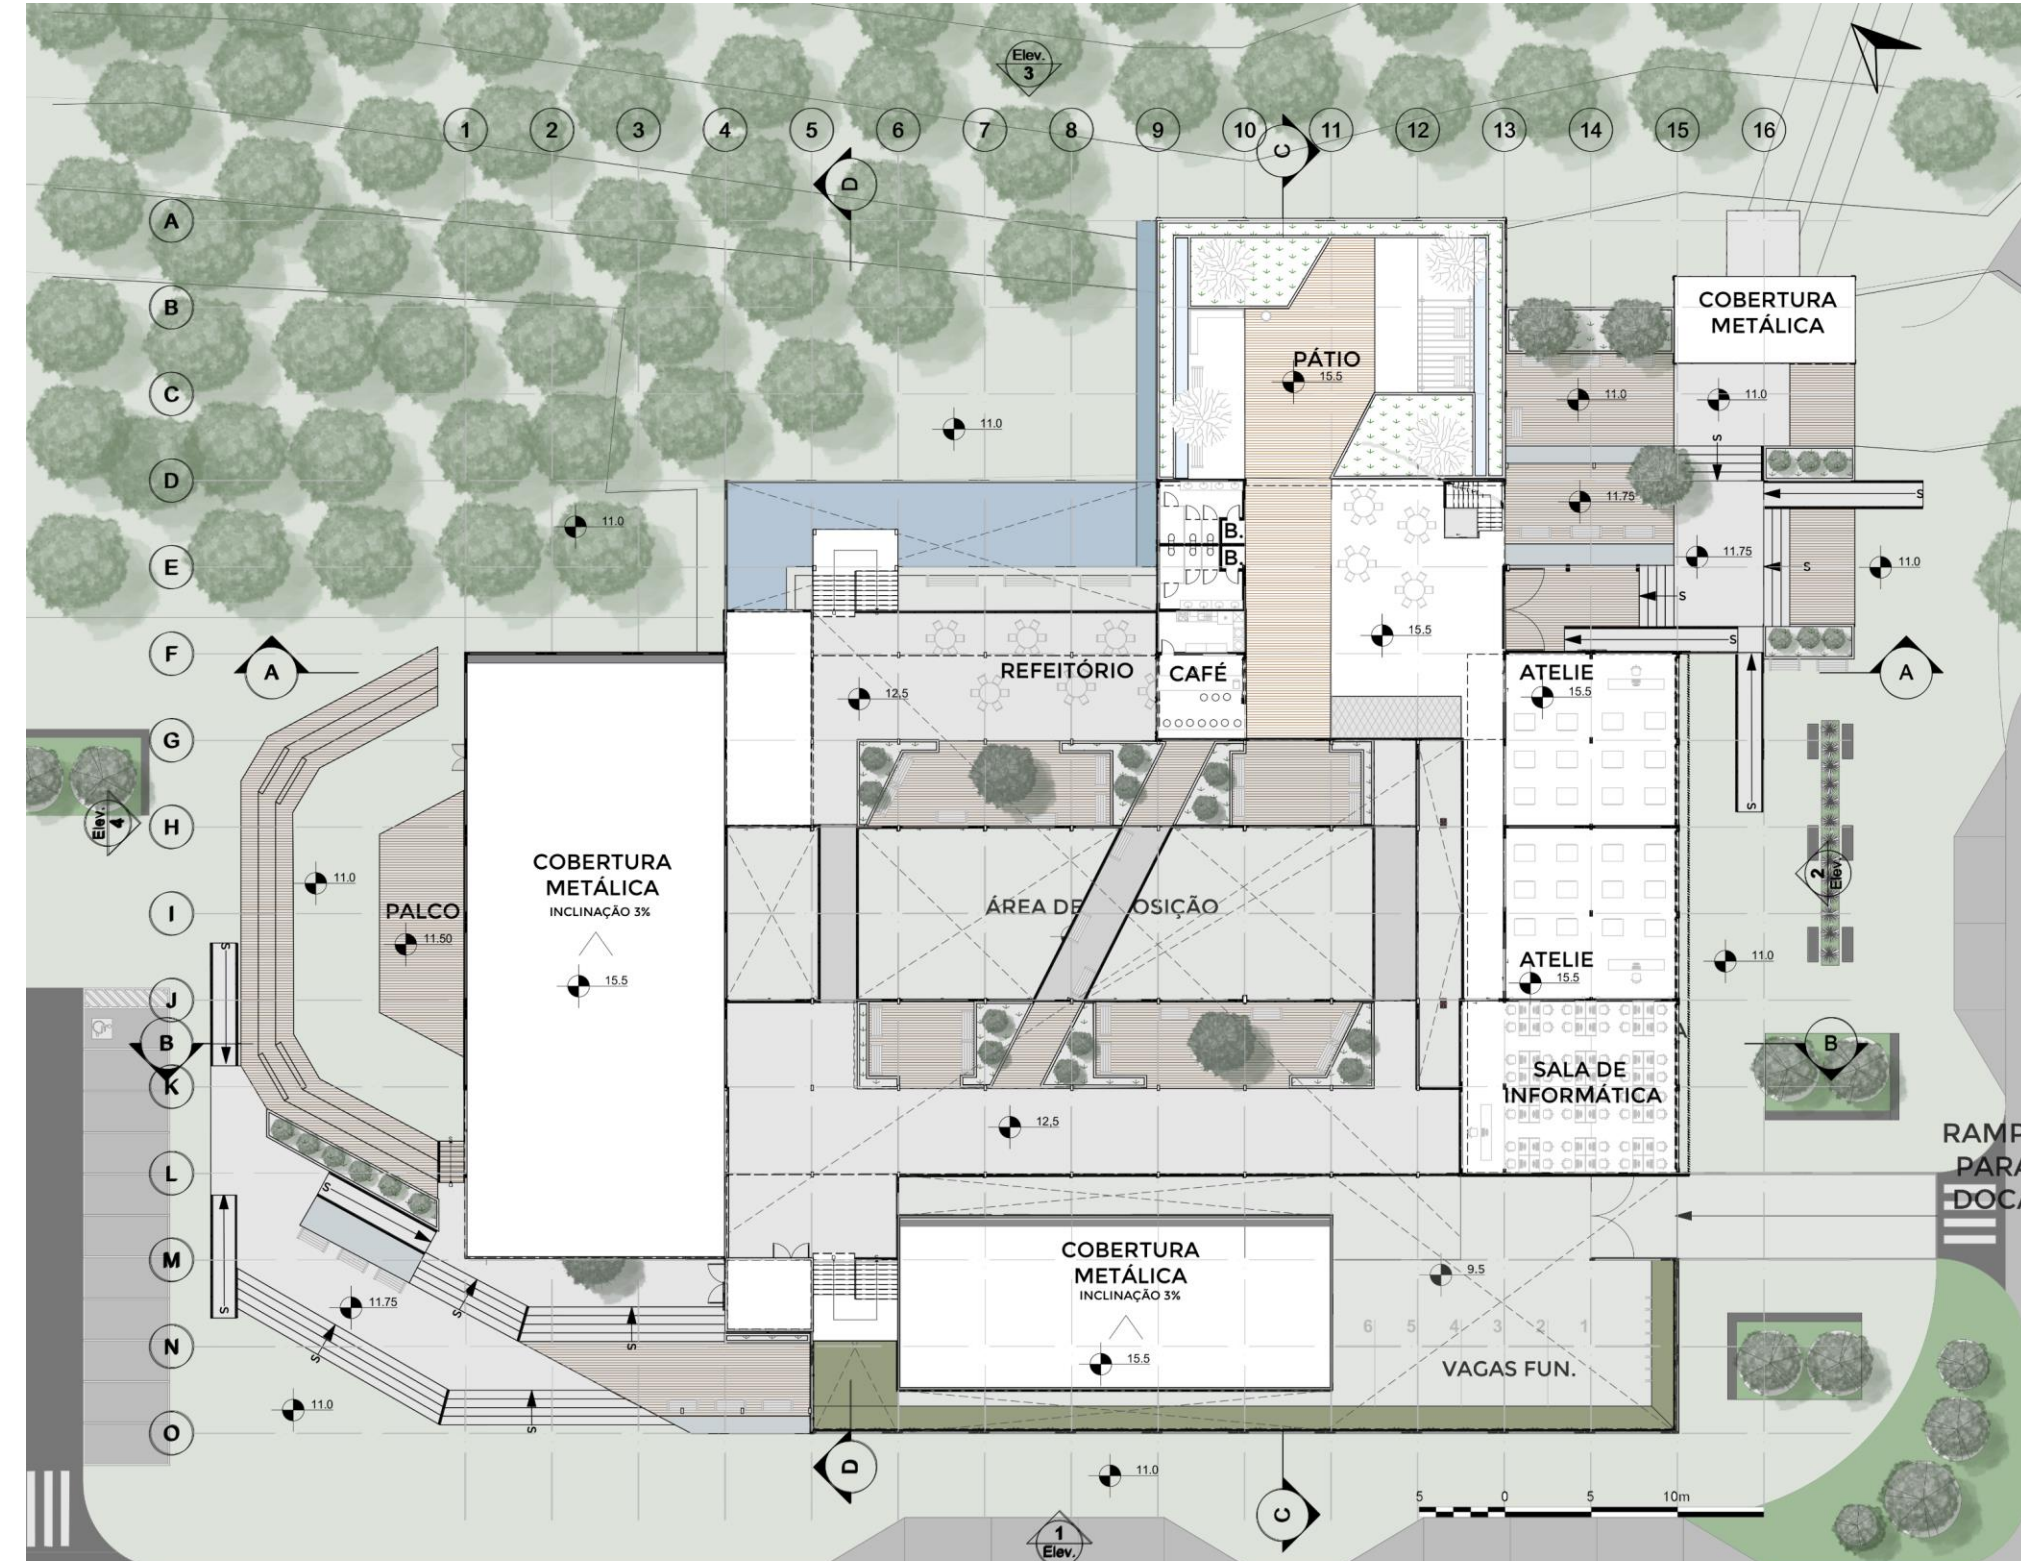 Elev.
3
1
2
3
4
5
6
7
8
9
10
11
12
13
14
15
16
C
D
A
B
C
D
E
F
G
H
I
J
K
L
M
N
O
COBERTURA
METÁLICA
PÁTIO
15.5
11.0
11.0
11.0
S
11.75
S
11.0
B.
B.
11.75
S
11.0
S
S
15.5
A
A
REFEITÓRIO
CAFÉ
12.5
ATELIE
15.5
S
Elev.
4
COBERTURA
METÁLICA
INCLINAÇÃO 3%
15.5
11.0
PALCO
11.50
ÁREA DE
OSIÇÃO
2
Elev.
ATELIE
15.5
11.0
S
B
B
SALA DE
INFORMÁTICA
12,5
RAMP
PARA
DOCA
S
S
COBERTURA
METÁLICA
INCLINAÇÃO 3%
15.5
9.5
11.75
S
S
S
6 5 4 3 2 1
VAGAS FUN.
11.0
S
D
11.0
C
5 0 5 10m
1
Elev.